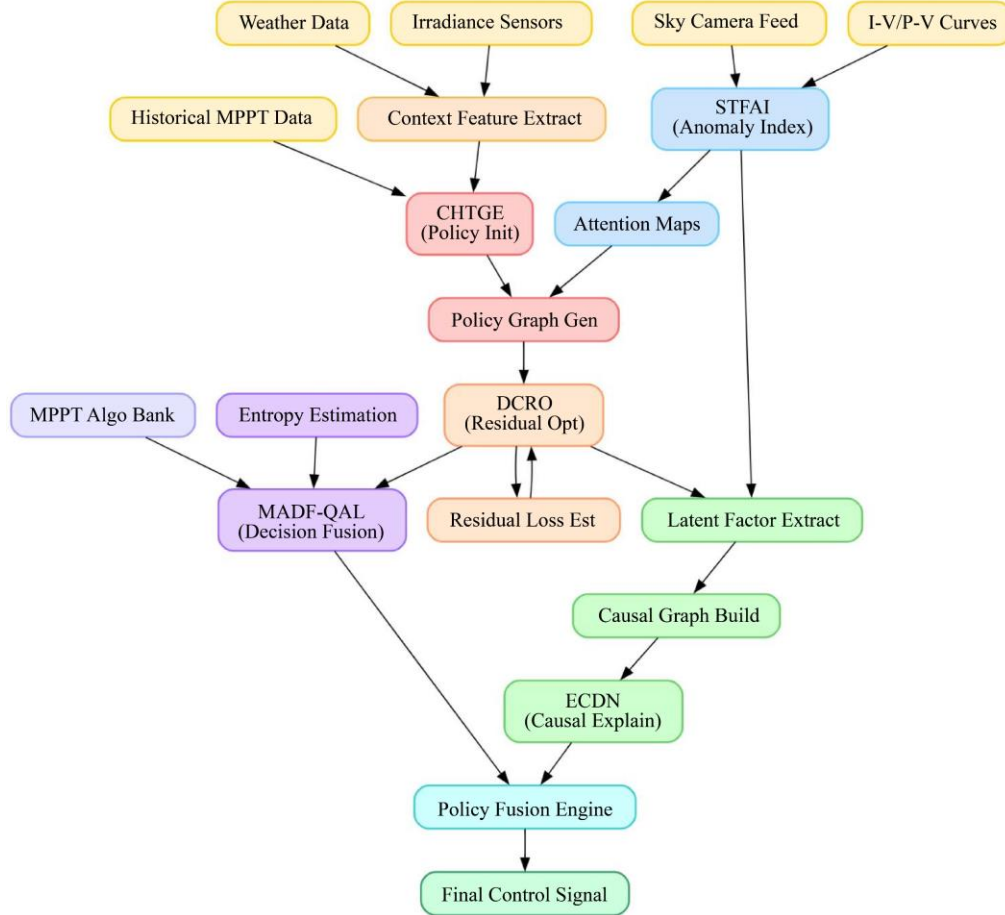 Weather Data
Irradiance Sensors
Sky Camera Feed
I-V/P-V Curves
Historical MPPT Data
Context Feature Extract
STFAI
(Anomaly Index)
CHTGE
(Policy Init)
Attention Maps
Policy Graph Gen
MPPT Algo Bank
Entropy Estimation
DCRO
(Residual Opt)
MADF-QAL
(Decision Fusion)
Residual Loss Est
Latent Factor Extract
Causal Graph Build
ECDN
(Causal Explain)
Policy Fusion Engine
Final Control Signal